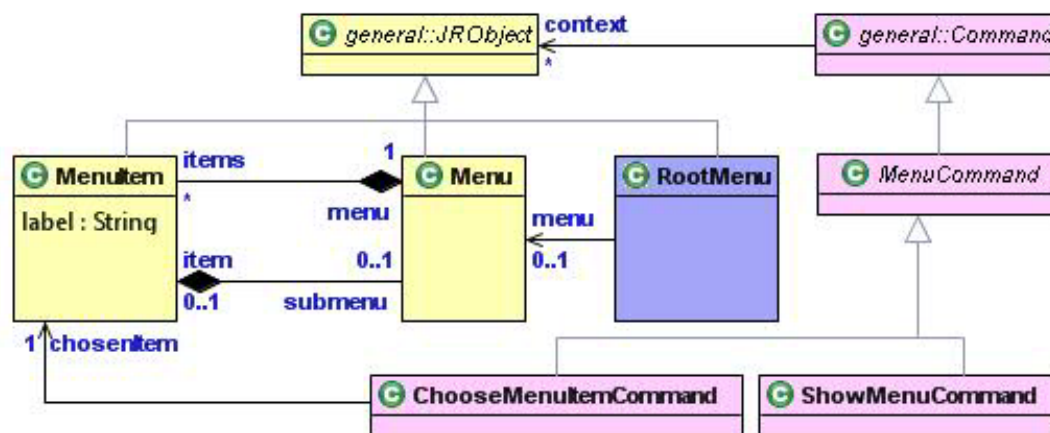 C general::JRObject
context
*
C general::Command
items
1
C MenuItem
*
menu
C Menu
C RootMenu
C MenuCommand
label : String
menu
item
0..1
0..1
0..1
submenu
1 chosenItem
C ChooseMenuItemCommand
C ShowMenuCommand